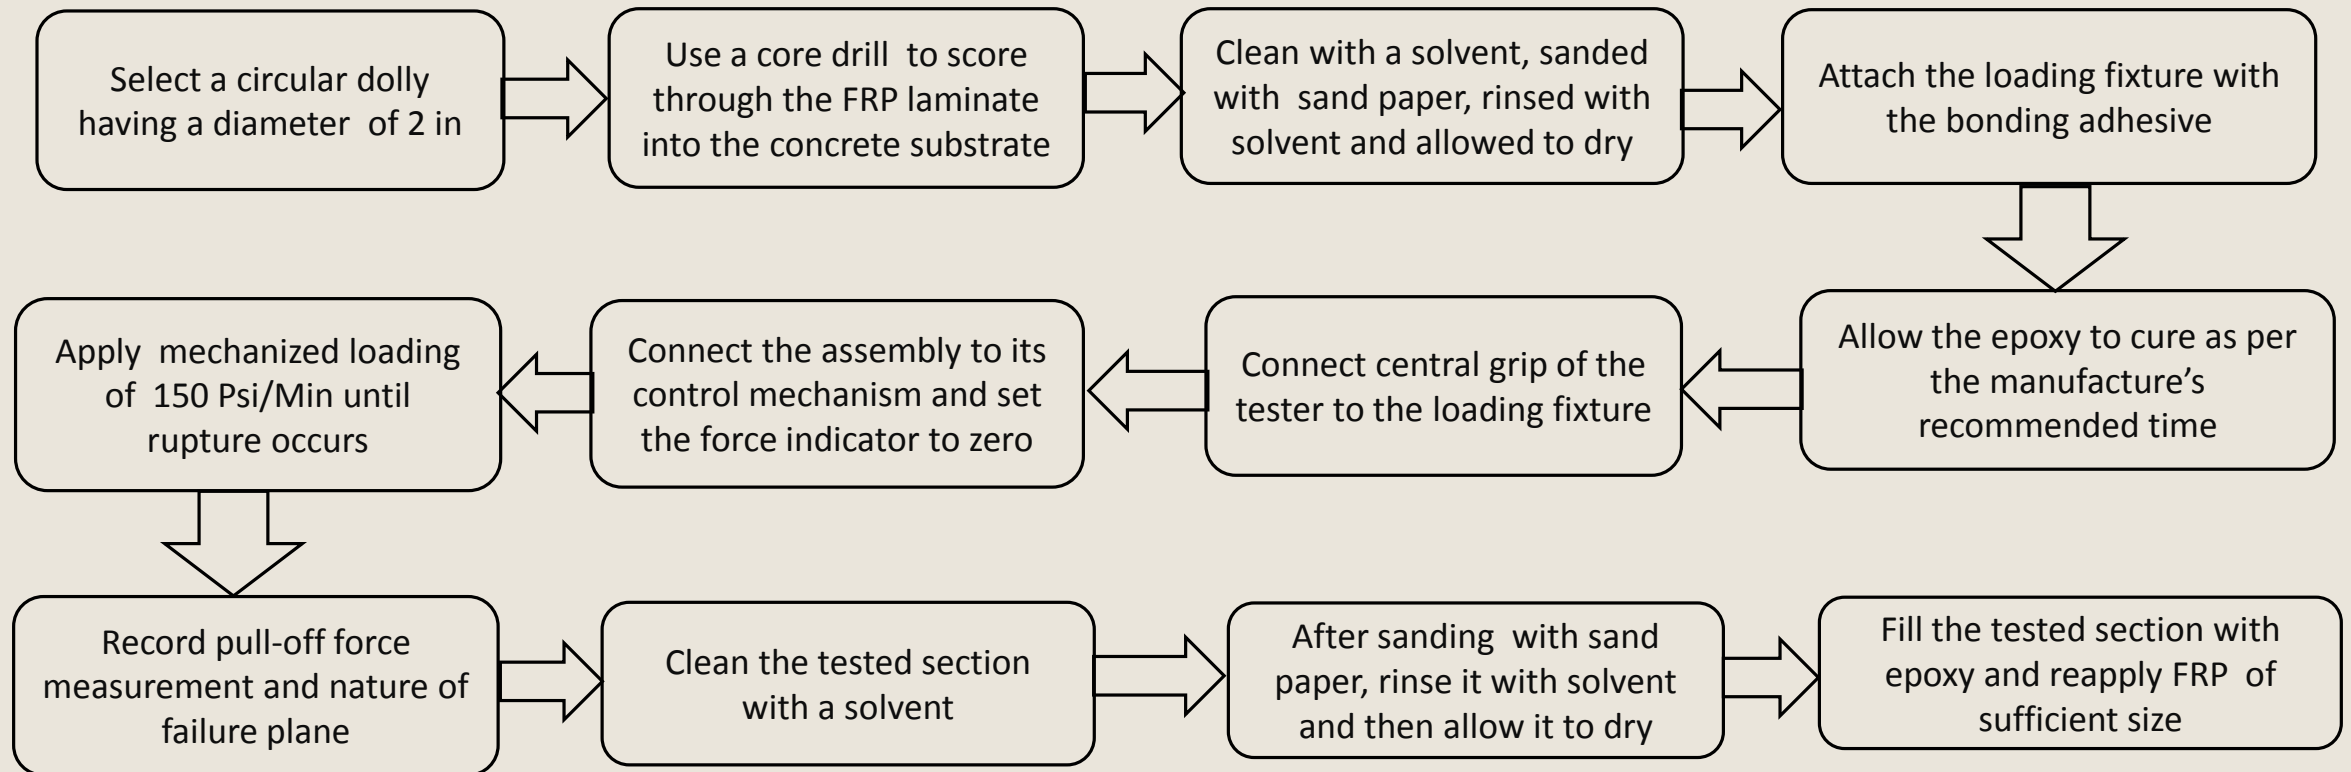 Select a circular dolly
having a diameter of 2 in
Use a core drill to score
through the FRP laminate
into the concrete substrate
Clean with a solvent, sanded
with sand paper, rinsed with
solvent and allowed to dry
Attach the loading fixture with
the bonding adhesive
Allow the epoxy to cure as per
the manufacture's
recommended time
Connect central grip of the
tester to the loading fixture
Connect the assembly to its
control mechanism and set
the force indicator to zero
Apply mechanized loading
of 150 Psi/Min until
rupture occurs
Record pull-off force
measurement and nature of
failure plane
Clean the tested section
with a solvent
After sanding with sand
paper, rinse it with solvent
and then allow it to dry
Fill the tested section with
epoxy and reapply FRP of
sufficient size